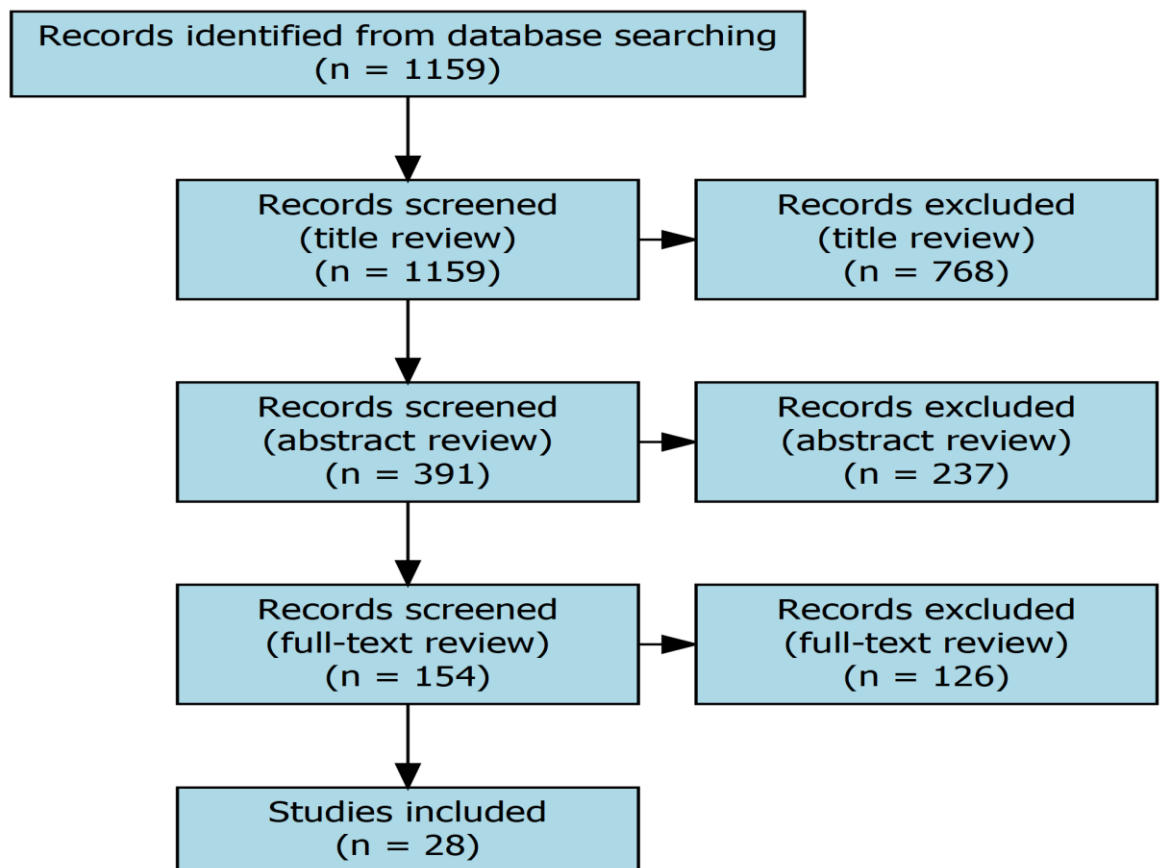 Records identified from database searching
(n = 1159)
Records screened
(title review)
(n = 1159)
Records excluded
(title review)
(n = 768)
Records screened
(abstract review)
(n = 391)
Records excluded
(abstract review)
(n = 237)
Records screened
(full-text review)
(n = 154)
Records excluded
(full-text review)
(n = 126)
Studies included
(n = 28)